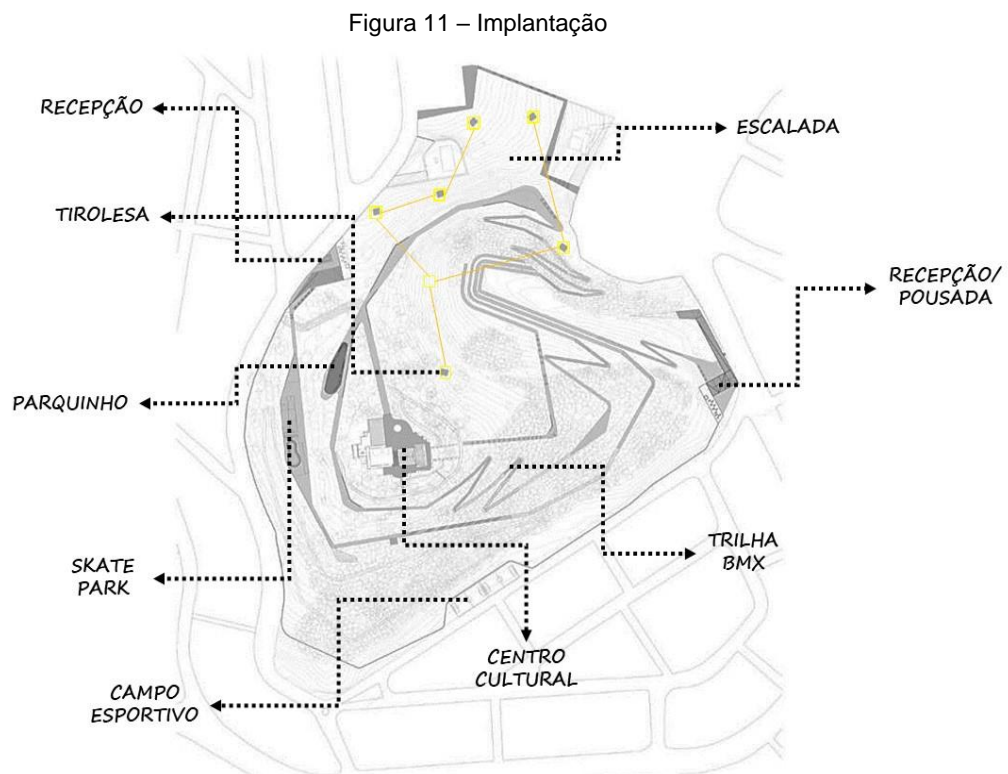 Figura 11 – Implantação
RECEPÇÃO
ESCALADA
TIROLESA
RECEPÇÃO/
POUSADA
PARQUINHO
TRILHA
BMX
SKATE
PARK
CENTRO
CULTURAL
CAMPO
ESPORTIVO